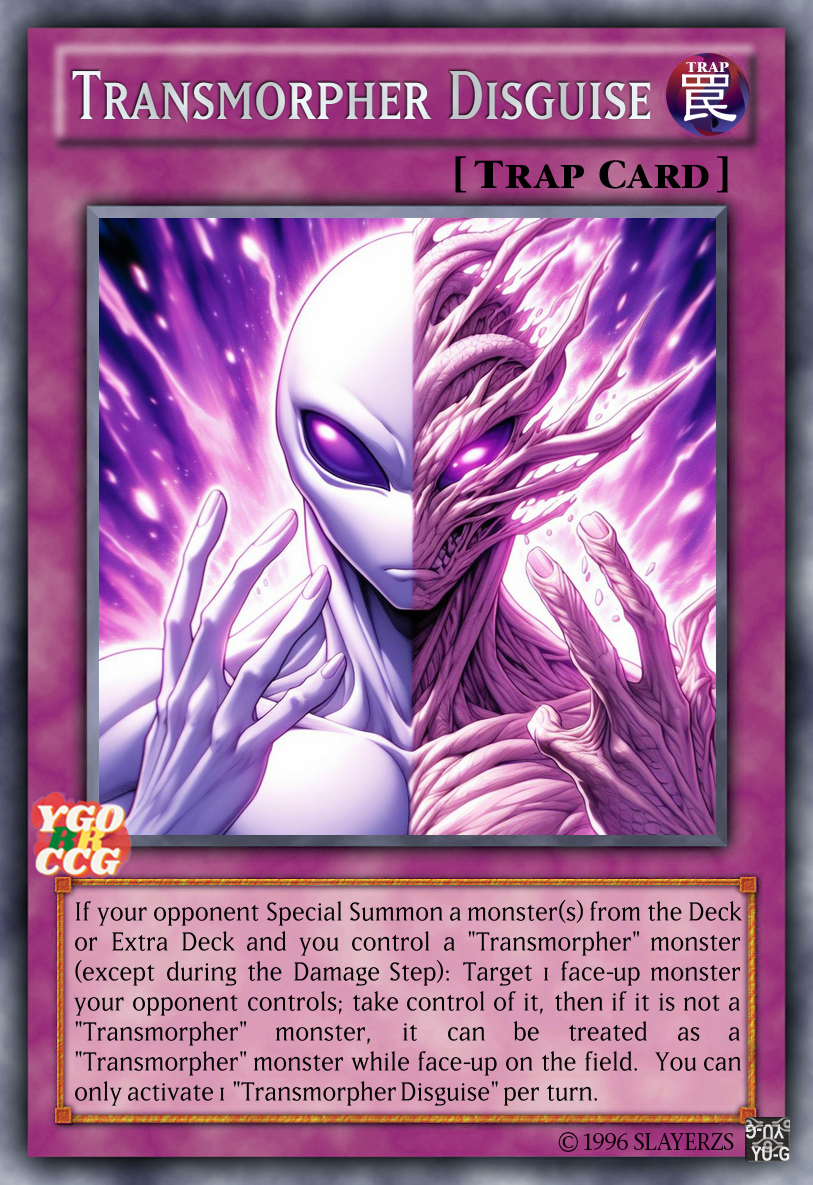 TRANSMORPHER DISGUISE
TRAP
罠
[TRAP CARD]
YGO
RR
CCG
If your opponent Special Summon a monster(s) from the Deck
or Extra Deck and you control a "Transmorpher" monster
(except during the Damage Step): Target 1 face-up monster
your opponent controls; take control of it, then if it is not a
"Transmorpher" monster, it can be treated as a
"Transmorpher" monster while face-up on the field. You can
only activate 1 "Transmorpher Disguise" per turn.
© 1996 SLAYERZS
YU-G
YU-G